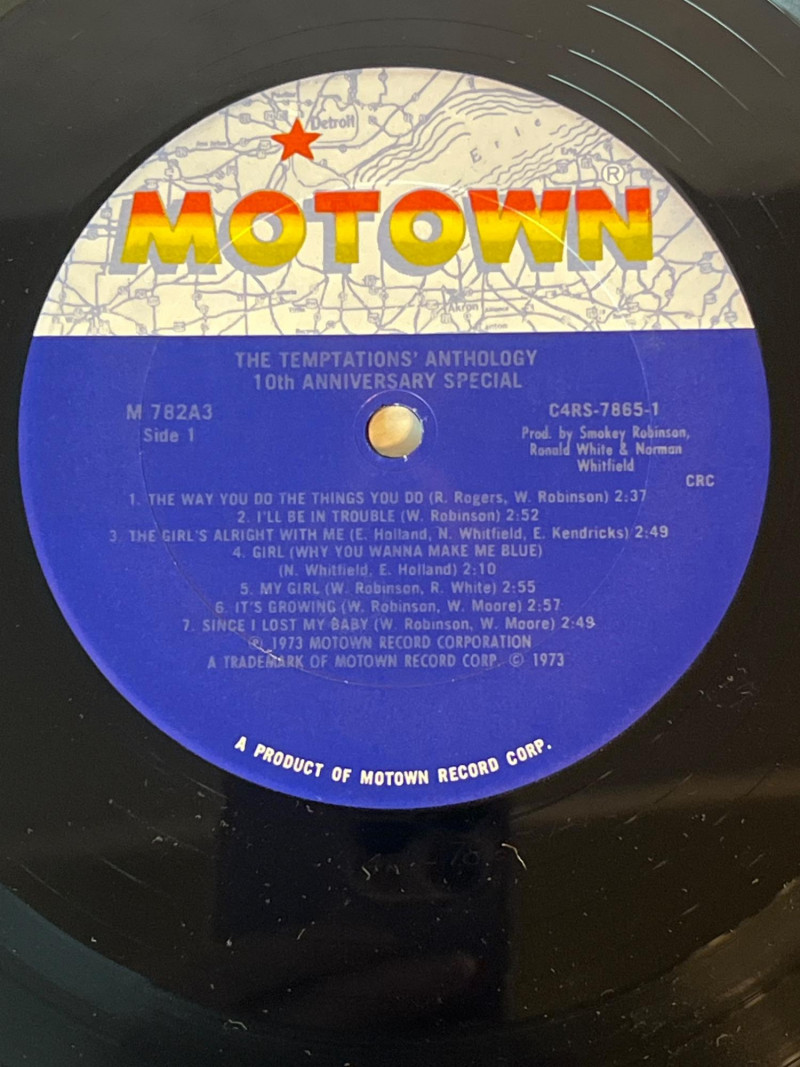 Detroit
Erie
MOTOWN®
Akron
THE TEMPTATIONS' ANTHOLOGY
10th ANNIVERSARY SPECIAL
M 782A3
Side 1
C4RS-7865-1
Prod. by Smokey Robinson,
Ronald White & Norman
Whitfield
CRC
1. THE WAY YOU DO THE THINGS YOU DO (R. Rogers, W. Robinson) 2:37
2. I'LL BE IN TROUBLE (W. Robinson) 2:52
3. THE GIRL'S ALRIGHT WITH ME (E. Holland, N. Whitfield, E. Kendricks) 2:49
4. GIRL (WHY YOU WANNA MAKE ME BLUE)
(N. Whitfield, E. Holland) 2:10
5. MY GIRL (W. Robinson, R. White) 2:55
6. IT'S GROWING (W. Robinson, W. Moore) 2:57
7. SINCE I LOST MY BABY (W. Robinson, W. Moore) 2:49
℗ 1973 MOTOWN RECORD CORPORATION
A TRADEMARK OF MOTOWN RECORD CORP. © 1973
A PRODUCT OF MOTOWN RECORD CORP.